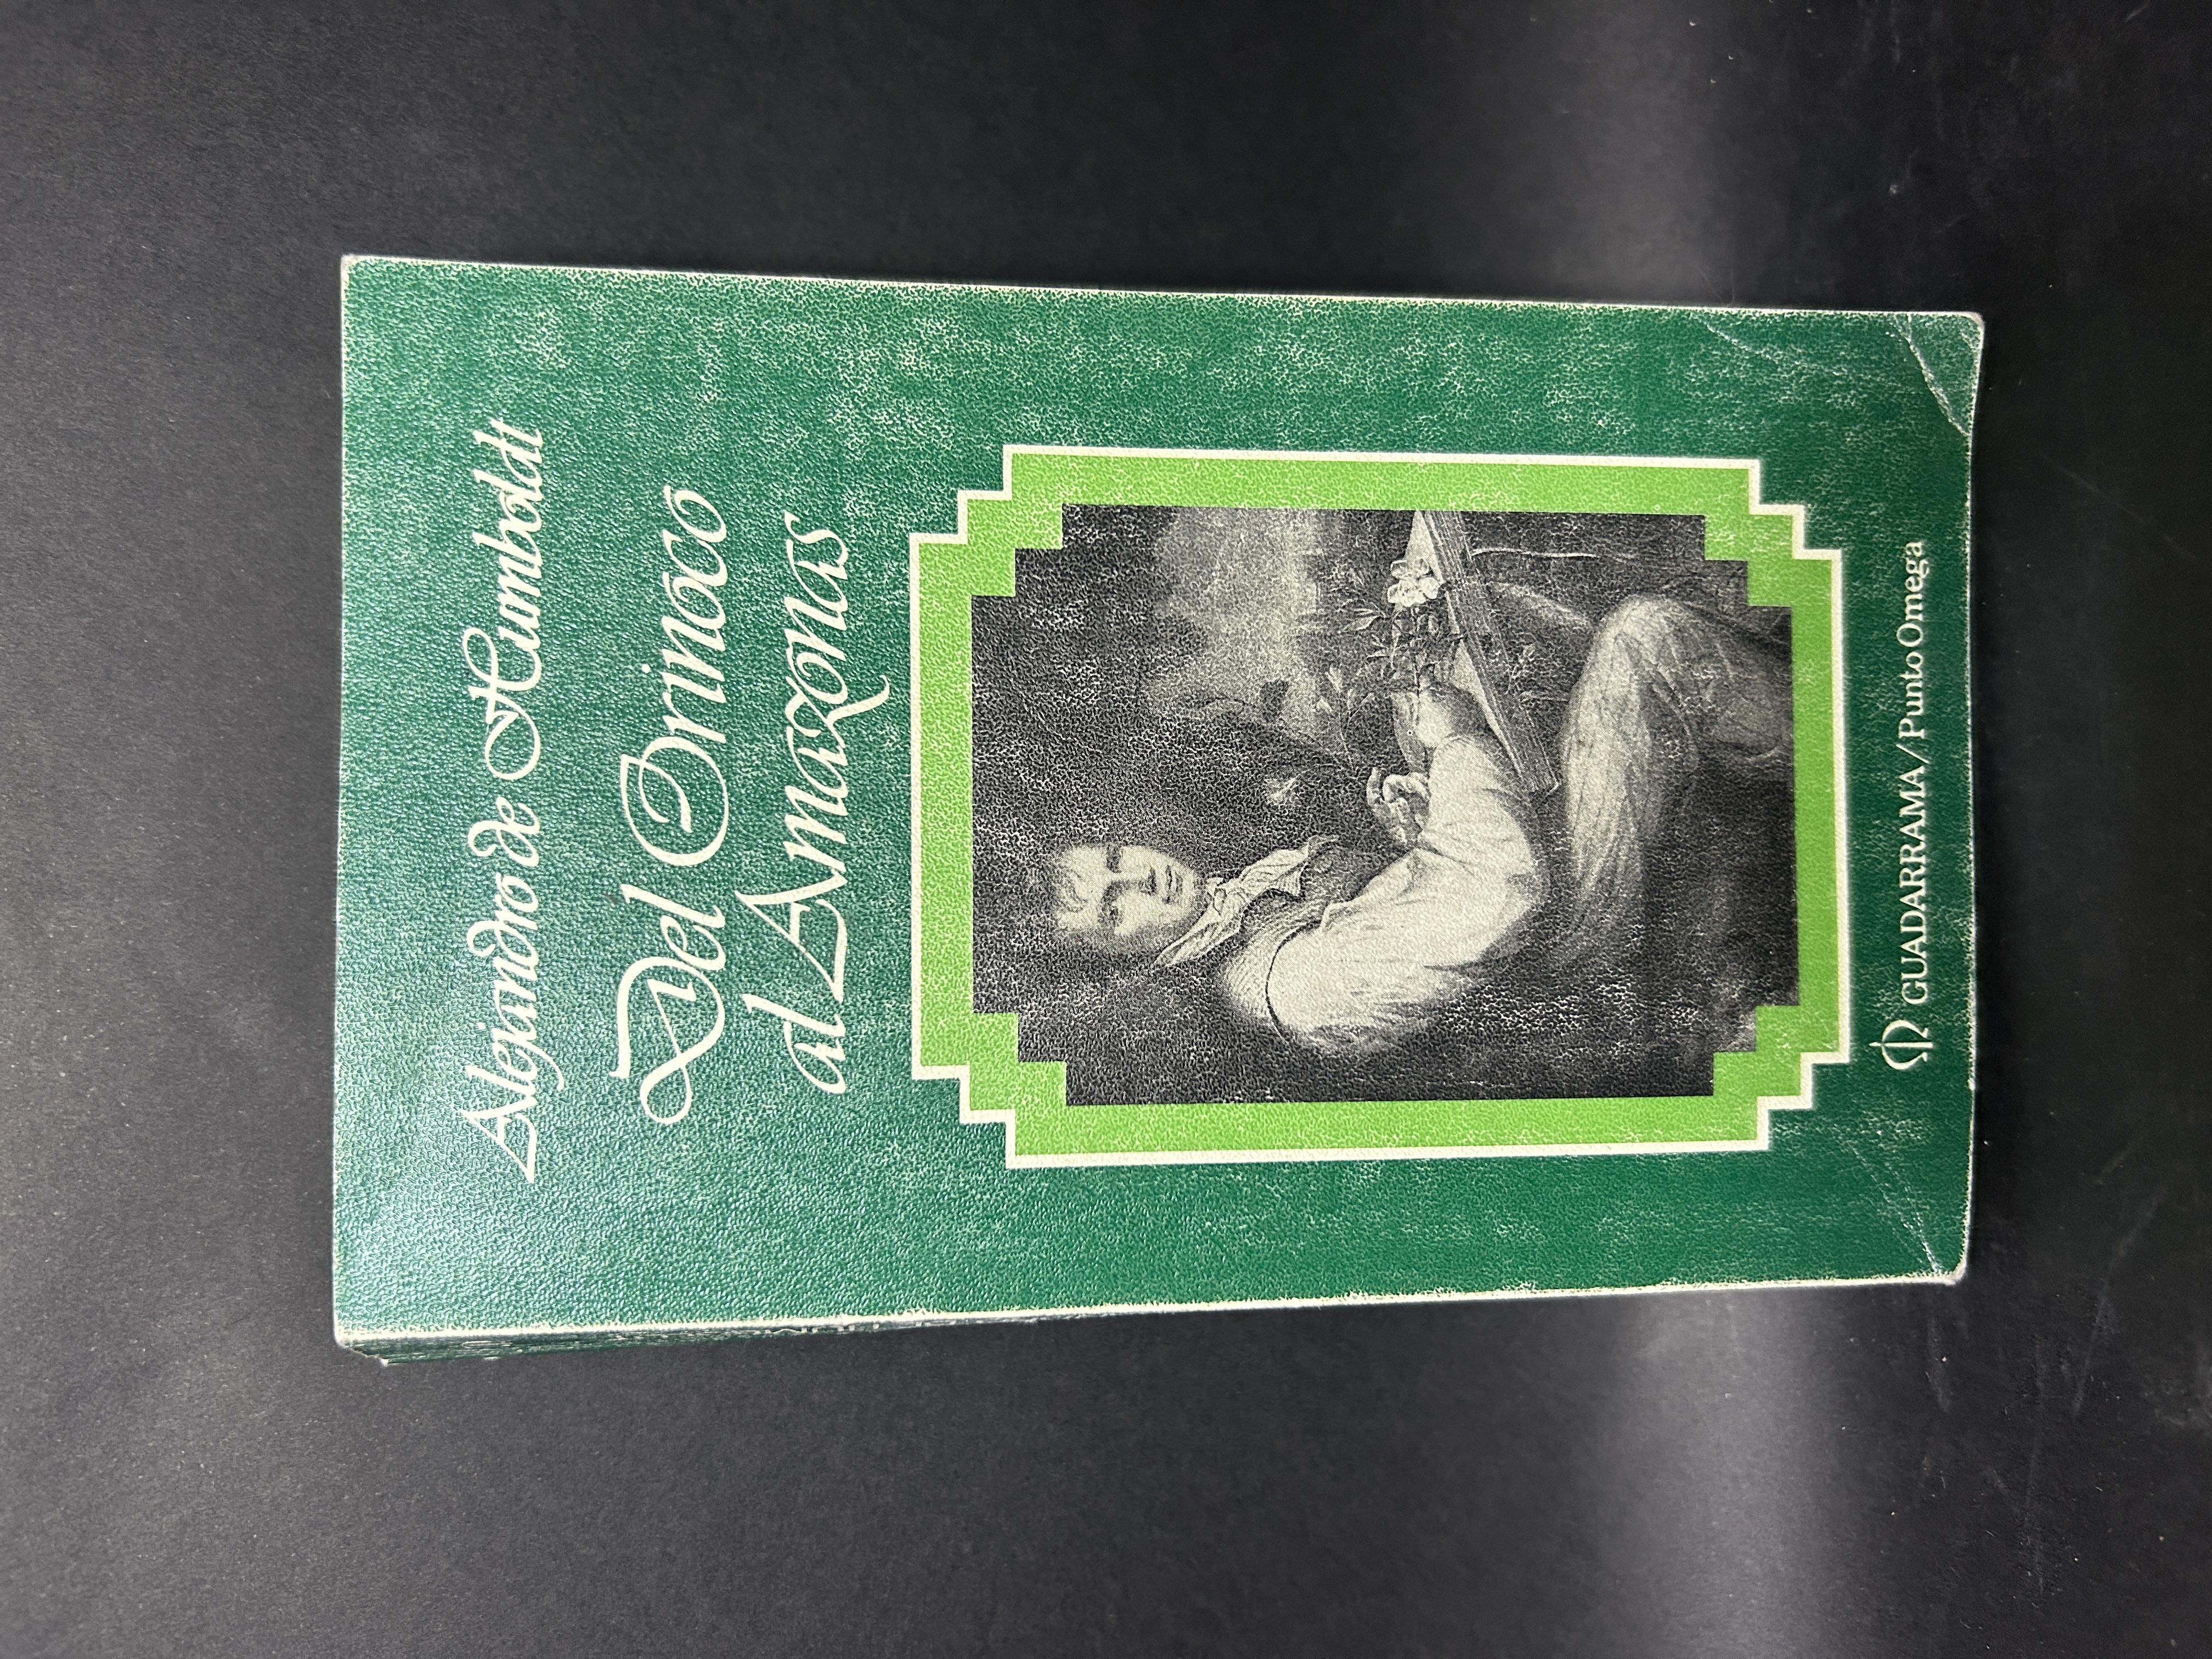 Alejandro de Humboldt
Del Orinoco
al Amazonas
GUADARRAMA/Punto Omega